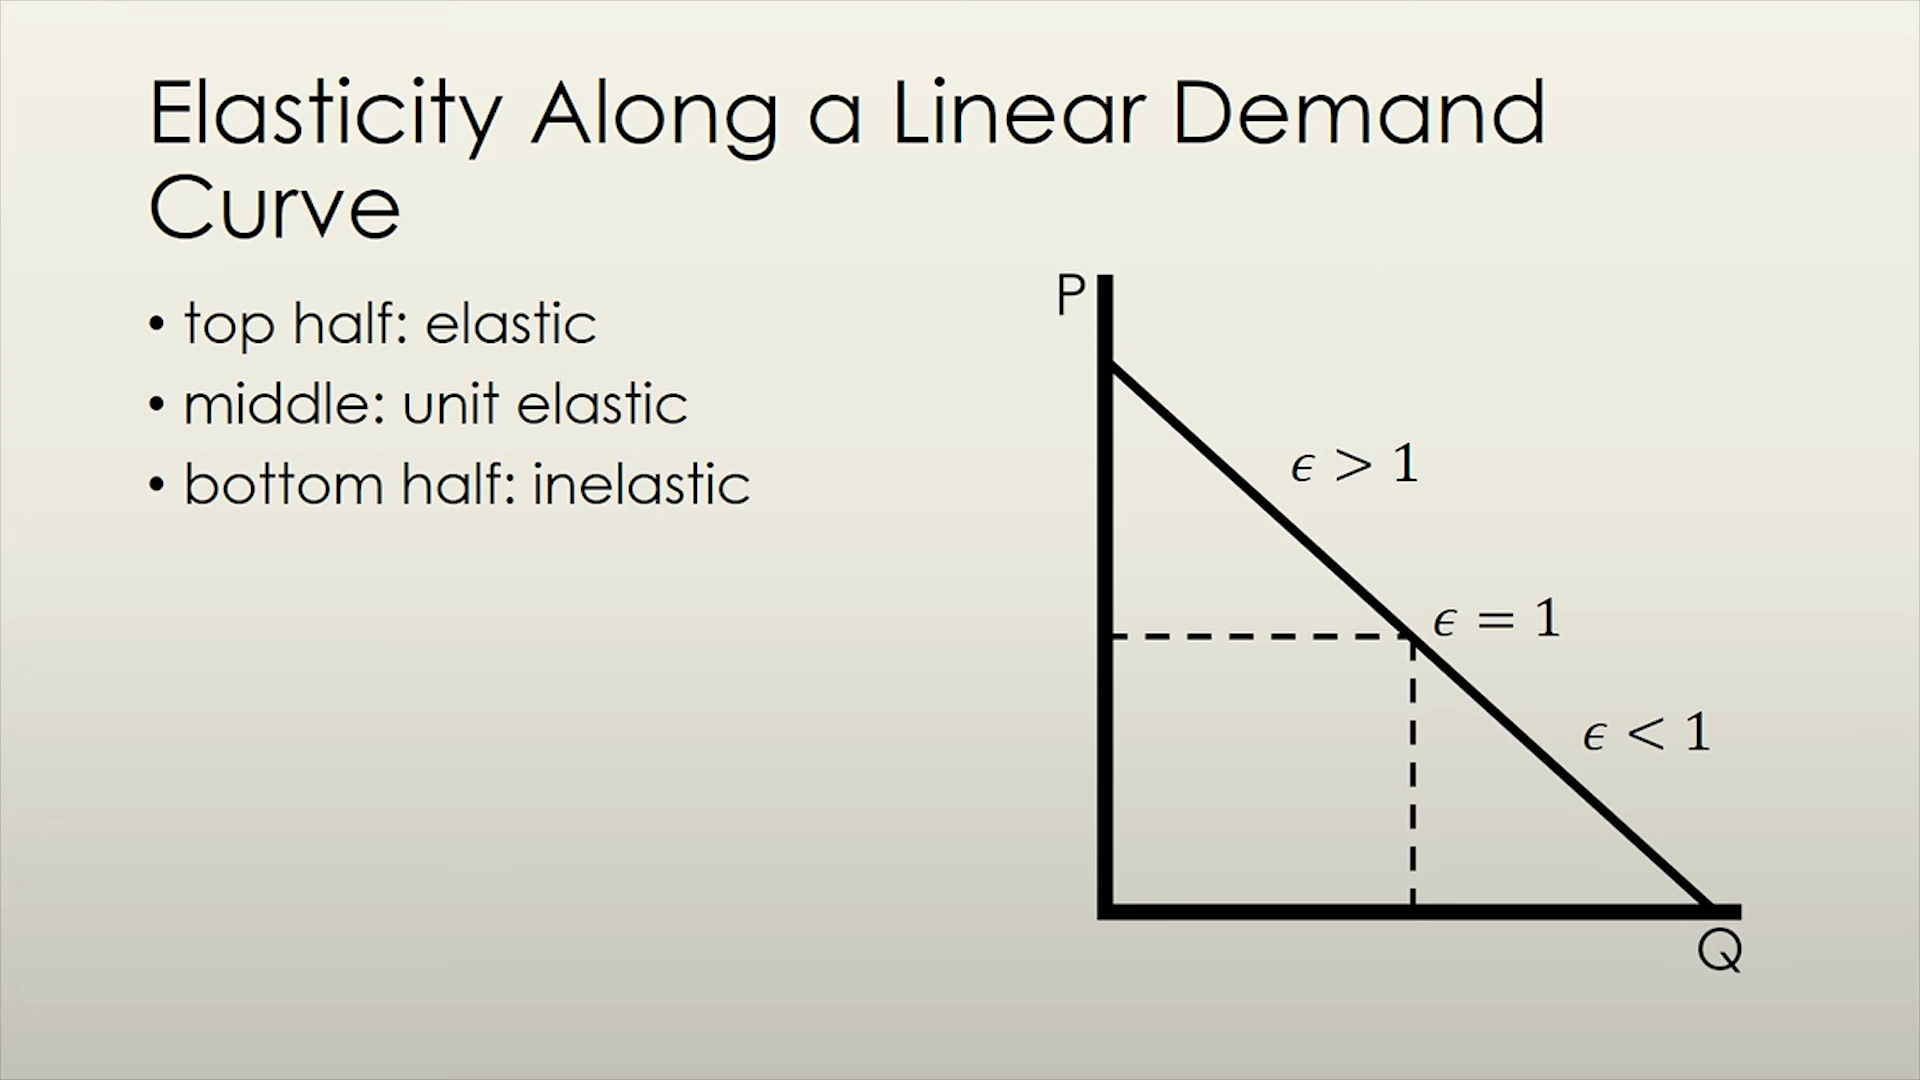 Elasticity Along a Linear Demand
Curve
• top half: elastic
• middle: unit elastic
• bottom half: inelastic
P
ϵ > 1
ϵ = 1
ϵ < 1
Q